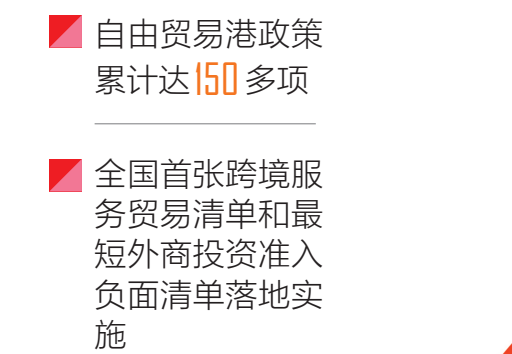 自由贸易港政策
累计达150多项
全国首张跨境服
务贸易清单和最
短外商投资准入
负面清单落地实
施